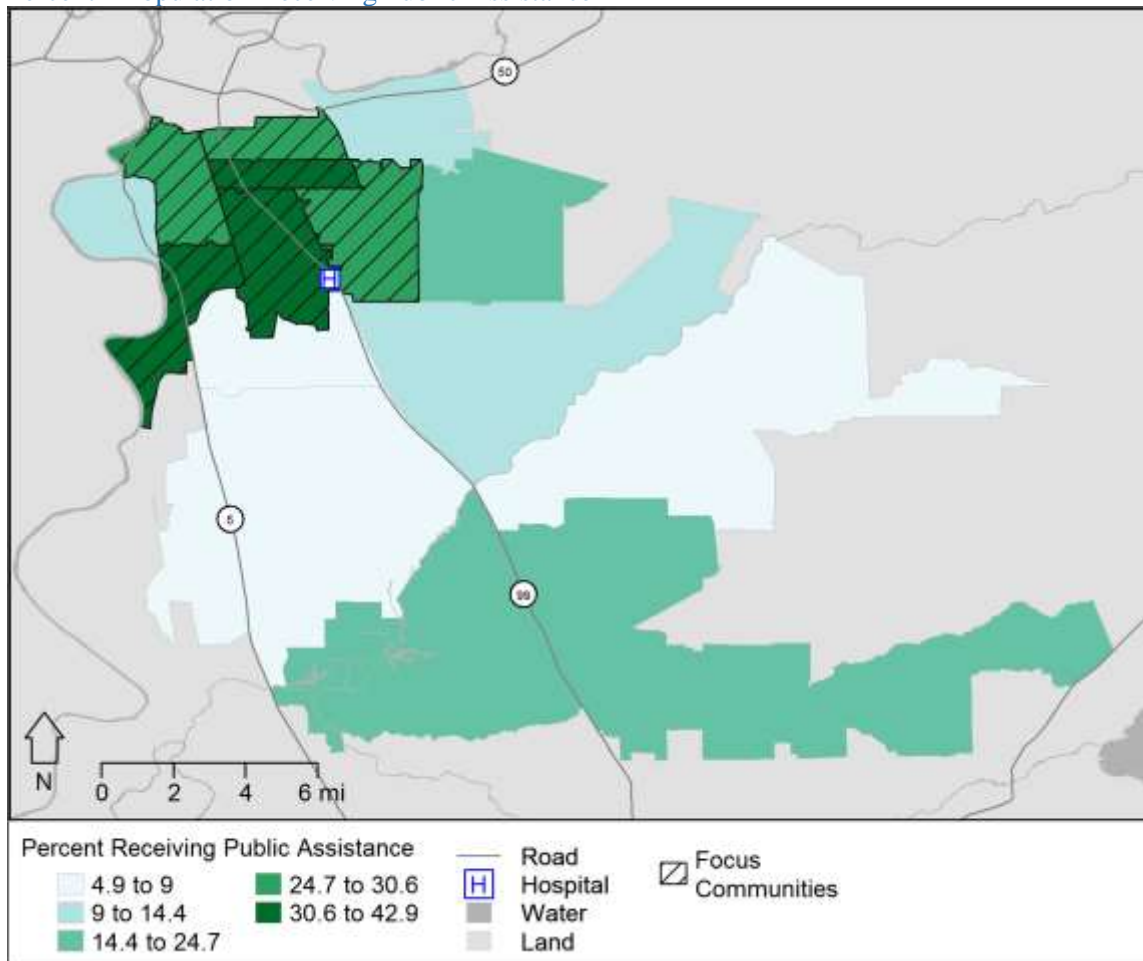 50
5
99
N
0 2 4 6 mi
Percent Receiving Public Assistance
4.9 to 9
9 to 14.4
14.4 to 24.7
24.7 to 30.6
30.6 to 42.9
Road
H Hospital
Water
Land
Focus
Communities
H